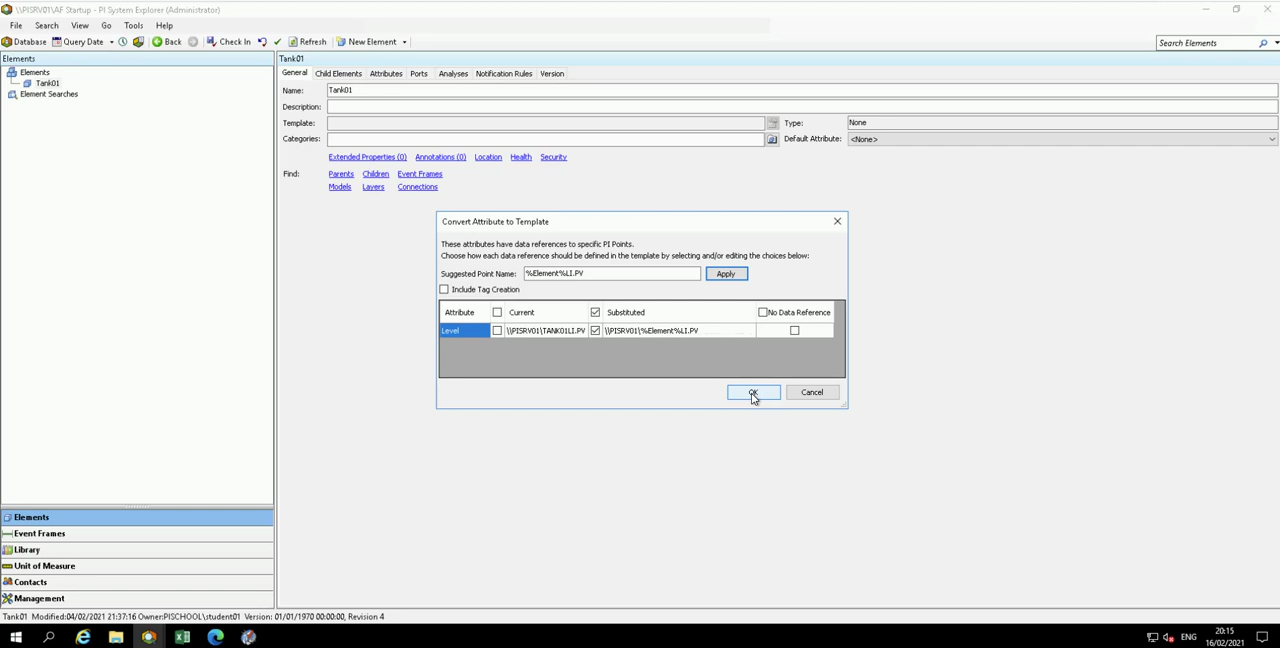 \\PISRV01\AF Startup - PI System Explorer (Administrator)
File Search View Go Tools Help
Database Query Date Back Check In Refresh New Element Search Elements
Elements
Elements
Tank01
Element Searches
Elements
Event Frames
Library
Unit of Measure
Contacts
Management
Tank01
General Child Elements Attributes Ports Analyses Notification Rules Version
Name: Tank01
Description:
Template: Type: None
Categories: Default Attribute: <None>
Extended Properties (0) Annotations (0) Location Health Security
Find: Parents Children Event Frames
Models Layers Connections
Convert Attribute to Template
These attributes have data references to specific PI Points.
Choose how each data reference should be defined in the template by selecting and/or editing the choices below:
Suggested Point Name: %Element%LI.PV Apply
Include Tag Creation
Attribute Current Substituted No Data Reference
Level \\PISRV01\TANK01LI.PV \\PISRV01\%Element%LI.PV
OK Cancel
Tank01 Modified:04/02/2021 21:37:16 Owner:PISCHOOL\student01 Version: 01/01/1970 00:00:00, Revision 4
ENG 20:15
16/02/2021